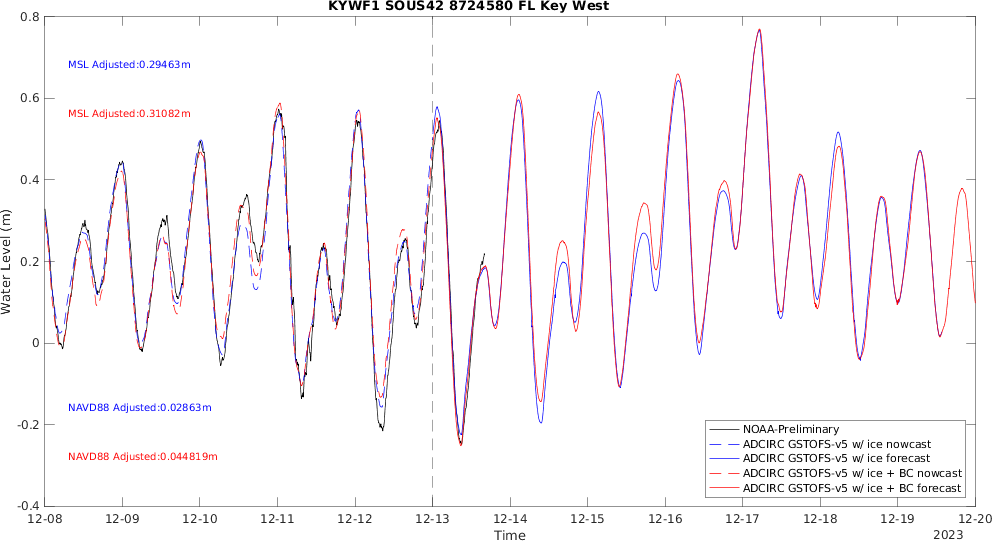 KYWF1 SOUS42 8724580 FL Key West
0.8
0.6
0.4
0.2
0
-0.2
-0.4
Water Level (m)
MSL Adjusted:0.29463m
MSL Adjusted:0.31082m
NAVD88 Adjusted:0.02863m
NAVD88 Adjusted:0.044819m
NOAA-Preliminary
ADCIRC GSTOFS-v5 w/ ice nowcast
ADCIRC GSTOFS-v5 w/ ice forecast
ADCIRC GSTOFS-v5 w/ ice + BC nowcast
ADCIRC GSTOFS-v5 w/ ice + BC forecast
12-08 12-09 12-10 12-11 12-12 12-13 12-14 12-15 12-16 12-17 12-18 12-19 12-20
Time
2023